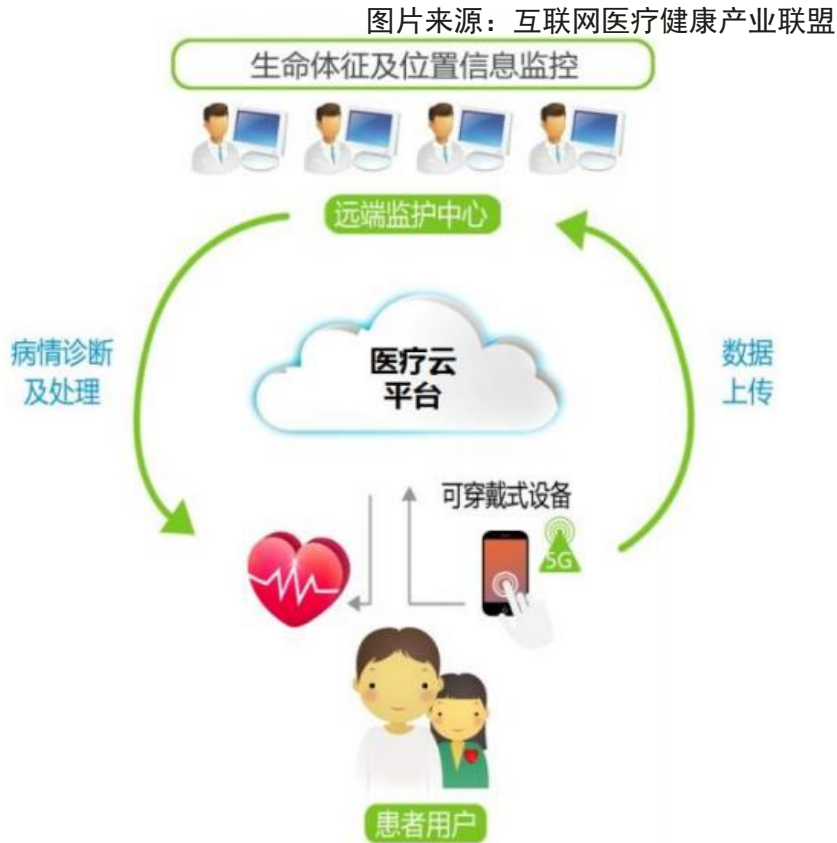 图片来源：互联网医疗健康产业联盟
生命体征及位置信息监控
远端监护中心
病情诊断
及处理
医疗云
平台
数据
上传
可穿戴式设备
5G
患者用户